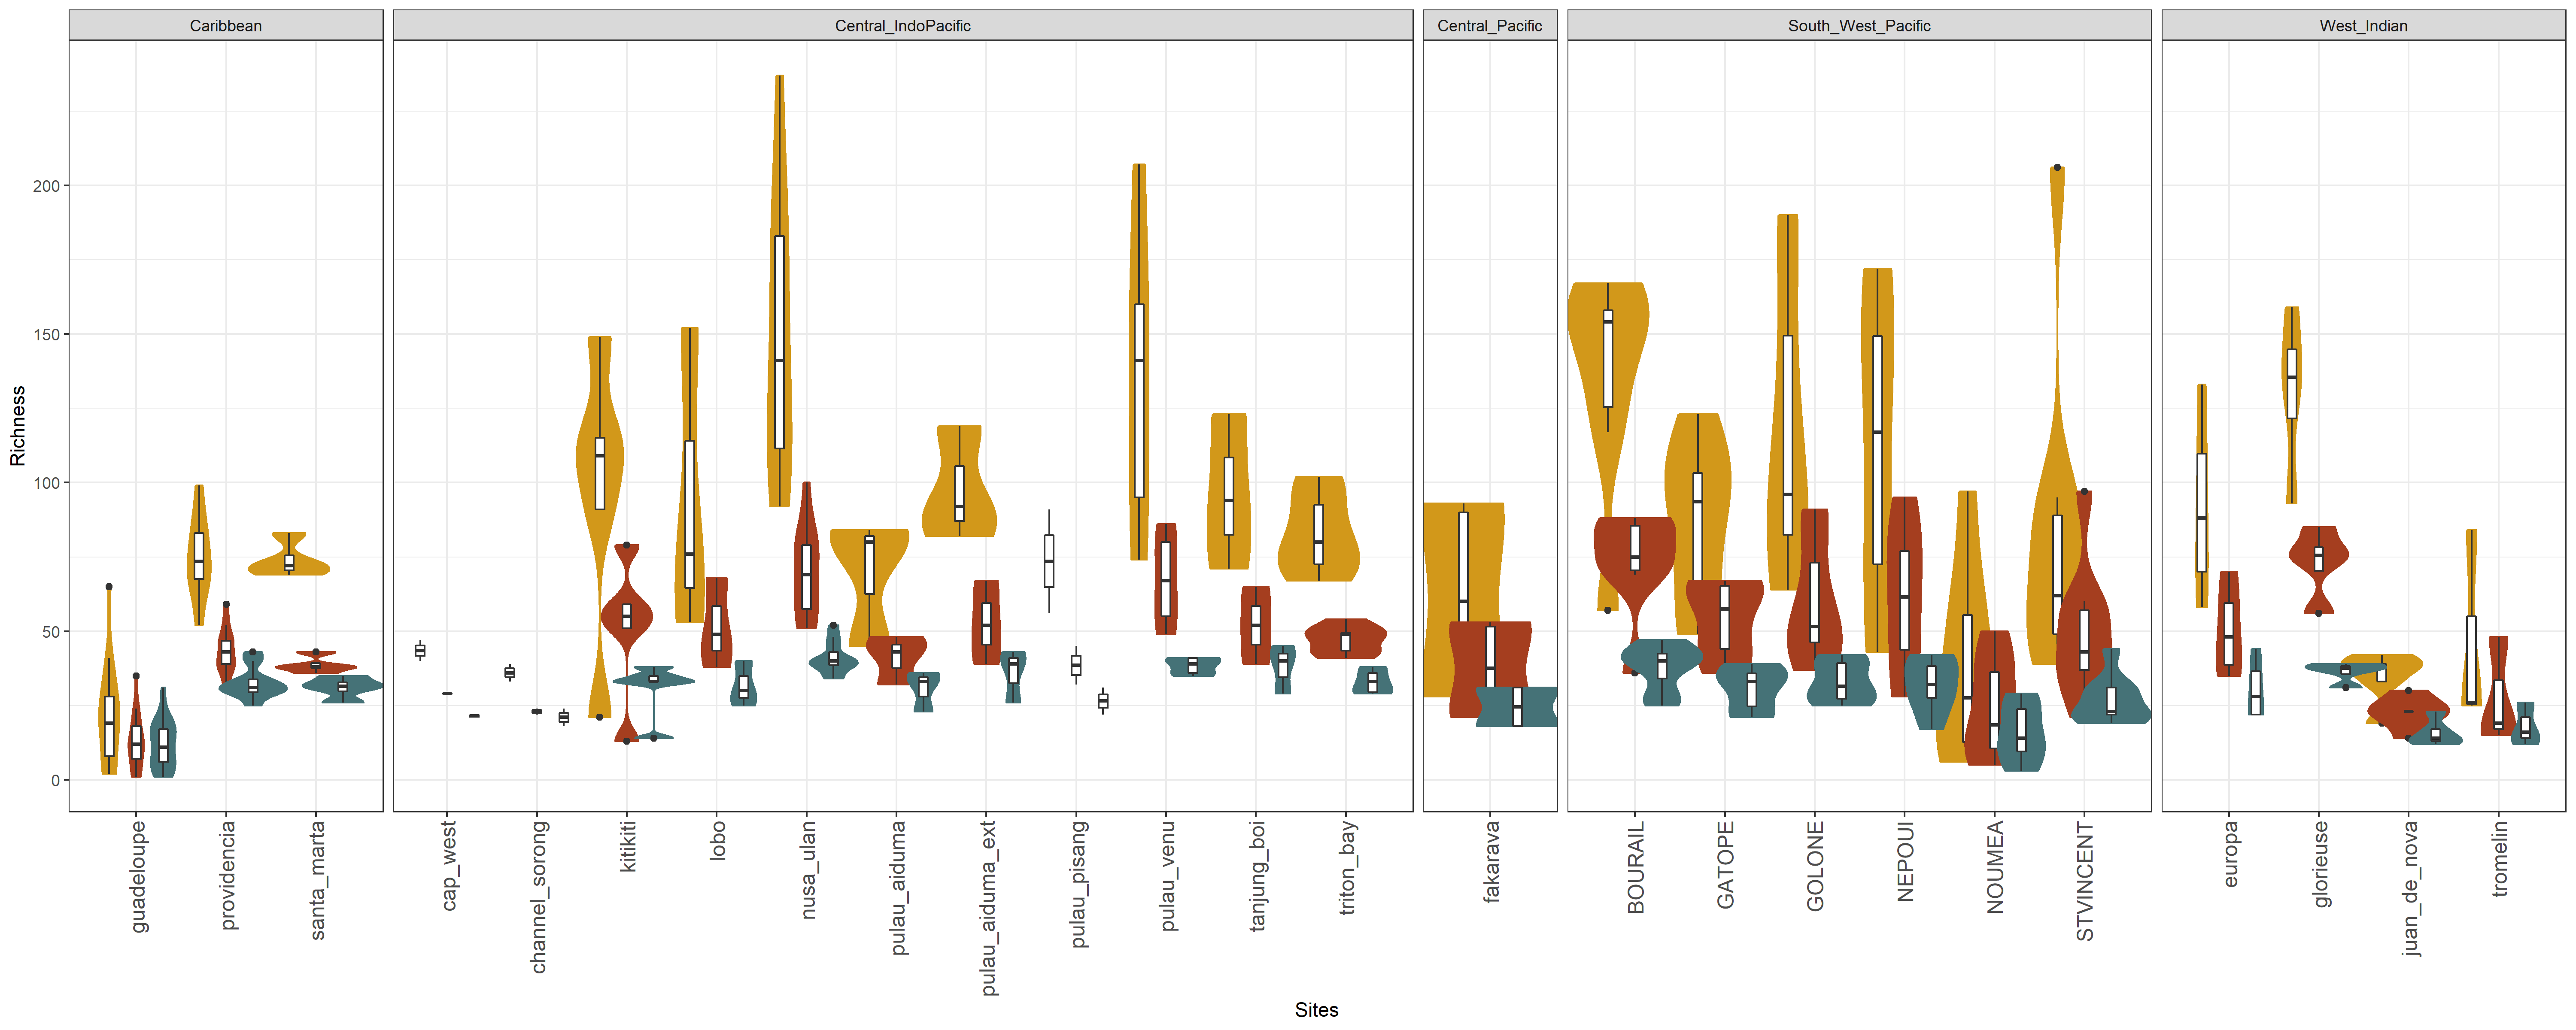 Caribbean
Central_IndoPacific
Central_Pacific
South_West_Pacific
West_Indian
Richness
200
150
100
50
0
guadeloupe
providencia
santa_marta
cap_west
channel_sorong
kitikiti
lobo
nusa_ulan
pulau_aiduma
pulau_aiduma_ext
pulau_pisang
pulau_venu
tanjung_boi
triton_bay
fakarava
BOURAIL
GATOPE
GOLONE
NEPOUI
NOUMEA
STVINCENT
europa
glorieuse
juan_de_nova
tromelin
Sites